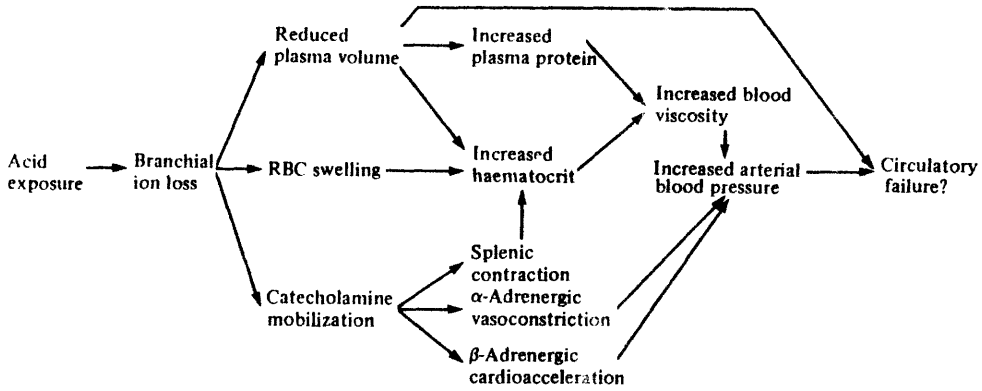 Reduced
plasma volume
Increased
plasma protein
Increased blood
viscosity
Acid
exposure
Branchial
ion loss
RBC swelling
Increased
haematocrit
Increased arterial
blood pressure
Circulatory
failure?
Splenic
contraction
Catecholamine
mobilization
α-Adrenergic
vasoconstriction
β-Adrenergic
cardioacceleration